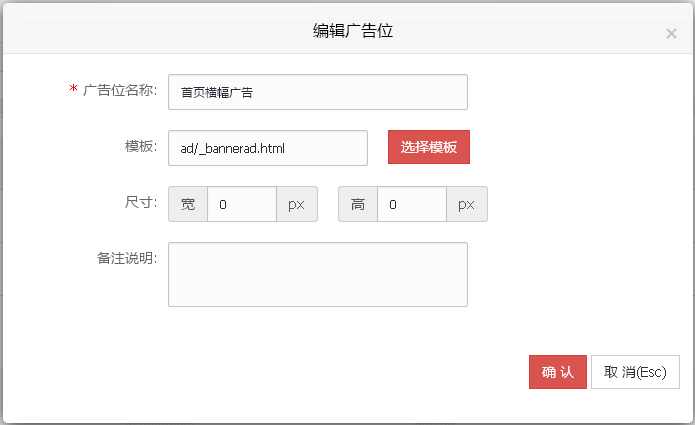 编辑广告位
×
* 广告位名称: 首页横幅广告
模板: ad/_bannerad.html 选择模板
尺寸: 宽 0 px 高 0 px
备注说明:
确 认 取 消(Esc)